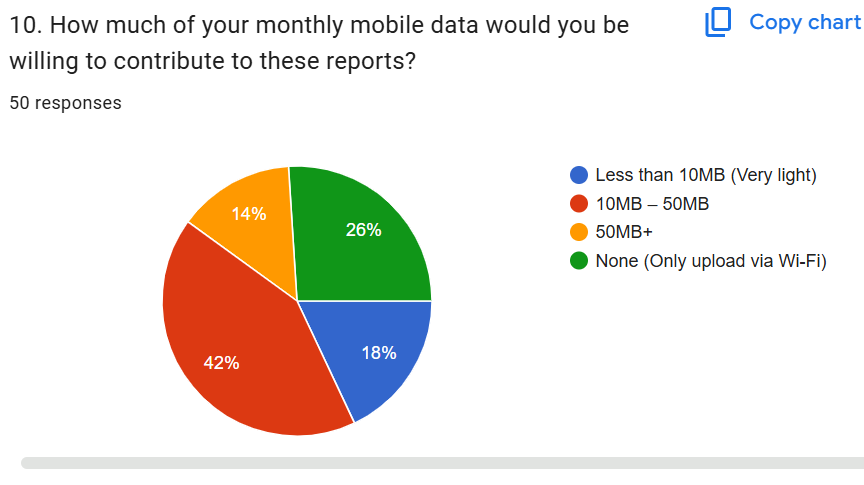 10. How much of your monthly mobile data would you be
willing to contribute to these reports?
Copy chart
50 responses
14%
26%
18%
42%
Less than 10MB (Very light)
10MB – 50MB
50MB+
None (Only upload via Wi-Fi)